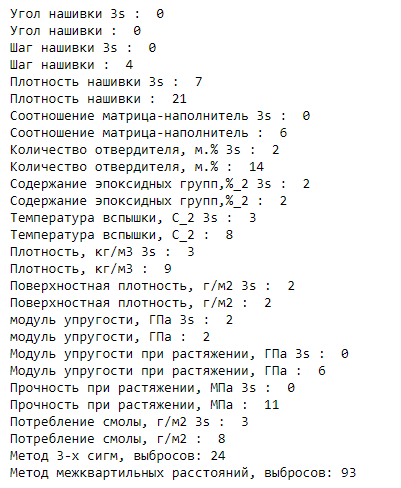 Угол нашивки 3s :  0
Угол нашивки :  0
Шаг нашивки 3s :  0
Шаг нашивки :  4
Плотность нашивки 3s :  7
Плотность нашивки :  21
Соотношение матрица-наполнитель 3s :  0
Соотношение матрица-наполнитель :  6
Количество отвердителя, м.% 3s :  2
Количество отвердителя, м.% :  14
Содержание эпоксидных групп,%_2 3s :  2
Содержание эпоксидных групп,%_2 :  2
Температура вспышки, С_2 3s :  3
Температура вспышки, С_2 :  8
Плотность, кг/м3 3s :  3
Плотность, кг/м3 :  9
Поверхностная плотность, г/м2 3s :  2
Поверхностная плотность, г/м2 :  2
модуль упругости, ГПа 3s :  2
модуль упругости, ГПа :  2
Модуль упругости при растяжении, ГПа 3s :  0
Модуль упругости при растяжении, ГПа :  6
Прочность при растяжении, МПа 3s :  0
Прочность при растяжении, МПа :  11
Потребление смолы, г/м2 3s :  3
Потребление смолы, г/м2 :  8
Метод 3-х сигм, выбросов: 24
Метод межквартильных расстояний, выбросов: 93